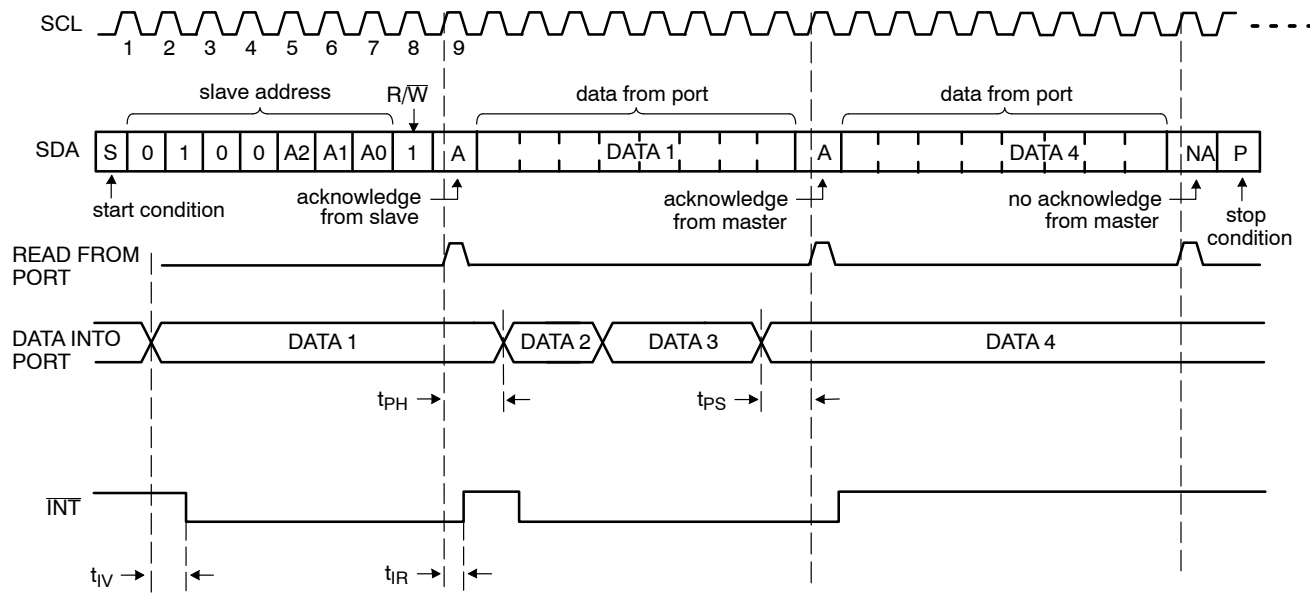 SCL
1 2 3 4 5 6 7 8 9
slave address
R/W̅
data from port
data from port
SDA
S 0 1 0 0 A2 A1 A0 1 A DATA 1 A DATA 4 NA P
start condition
acknowledge
from slave
acknowledge
from master
no acknowledge
from master
stop
condition
READ FROM
PORT
DATA INTO
PORT
DATA 1
DATA 2
DATA 3
DATA 4
tPH
tPS
I̅N̅T̅
tIV
tIR